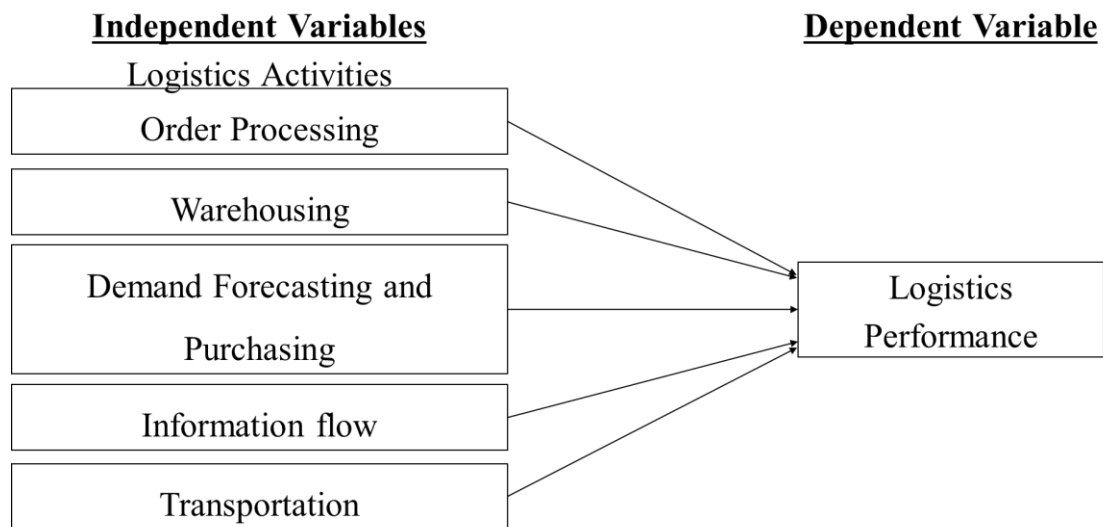 Independent Variables
Dependent Variable
Logistics Activities
Order Processing
Warehousing
Demand Forecasting and
Purchasing
Information flow
Transportation
Logistics
Performance